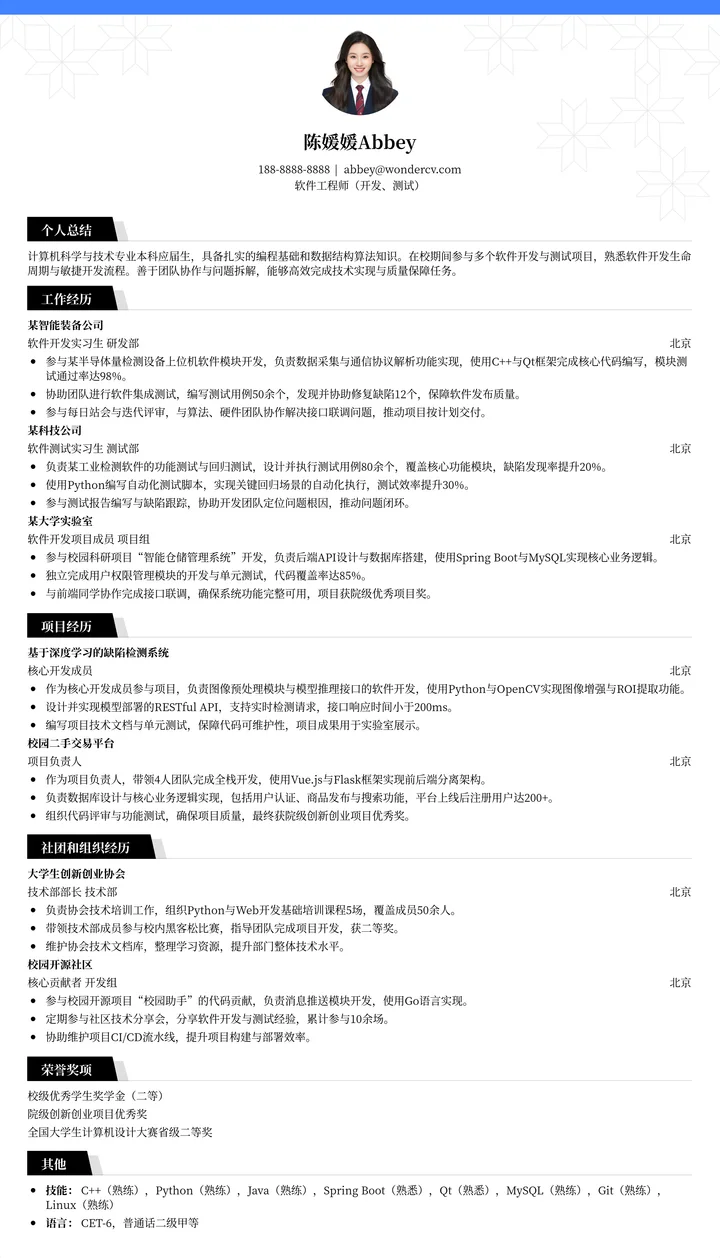 陈媛媛Abbey
188-8888-8888 | abbey@wondercv.com
软件工程师（开发、测试）
个人总结
计算机科学与技术专业本科应届生，具备扎实的编程基础和数据结构算法知识。在校期间参与多个软件开发与测试项目，熟悉软件开发生命
周期与敏捷开发流程。善于团队协作与问题拆解，能够高效完成技术实现与质量保障任务。
工作经历
某智能装备公司
软件开发实习生 研发部 北京
• 参与某半导体量检测设备上位机软件模块开发，负责数据采集与通信协议解析功能实现，使用C++与Qt框架完成核心代码编写，模块测
试通过率达98%。
• 协助团队进行软件集成测试，编写测试用例50余个，发现并协助修复缺陷12个，保障软件发布质量。
• 参与每日站会与迭代评审，与算法、硬件团队协作解决接口联调问题，推动项目按计划交付。
某科技公司
软件测试实习生 测试部 北京
• 负责某工业检测软件的功能测试与回归测试，设计并执行测试用例80余个，覆盖核心功能模块，缺陷发现率提升20%。
• 使用Python编写自动化测试脚本，实现关键回归场景的自动化执行，测试效率提升30%。
• 参与测试报告编写与缺陷跟踪，协助开发团队定位问题根因，推动问题闭环。
某大学实验室
软件开发项目成员 项目组 北京
• 参与校园科研项目“智能仓储管理系统”开发，负责后端API设计与数据库搭建，使用Spring Boot与MySQL实现核心业务逻辑。
• 独立完成用户权限管理模块的开发与单元测试，代码覆盖率达85%。
• 与前端同学协作完成接口联调，确保系统功能完整可用，项目获院级优秀项目奖。
项目经历
基于深度学习的缺陷检测系统
核心开发成员 北京
• 作为核心开发成员参与项目，负责图像预处理模块与模型推理接口的软件开发，使用Python与OpenCV实现图像增强与ROI提取功能。
• 设计并实现模型部署的RESTful API，支持实时检测请求，接口响应时间小于200ms。
• 编写项目技术文档与单元测试，保障代码可维护性，项目成果用于实验室展示。
校园二手交易平台
项目负责人 北京
• 作为项目负责人，带领4人团队完成全栈开发，使用Vue.js与Flask框架实现前后端分离架构。
• 负责数据库设计与核心业务逻辑实现，包括用户认证、商品发布与搜索功能，平台上线后注册用户达200+。
• 组织代码评审与功能测试，确保项目质量，最终获院级创新创业项目优秀奖。
社团和组织经历
大学生创新创业协会
技术部部长 技术部 北京
• 负责协会技术培训工作，组织Python与Web开发基础培训课程5场，覆盖成员50余人。
• 带领技术部成员参与校内黑客松比赛，指导团队完成项目开发，获二等奖。
• 维护协会技术文档库，整理学习资源，提升部门整体技术水平。
校园开源社区
核心贡献者 开发组 北京
• 参与校园开源项目“校园助手”的代码贡献，负责消息推送模块开发，使用Go语言实现。
• 定期参与社区技术分享会，分享软件开发与测试经验，累计参与10余场。
• 协助维护项目CI/CD流水线，提升项目构建与部署效率。
荣誉奖项
校级优秀学生奖学金（二等）
院级创新创业项目优秀奖
全国大学生计算机设计大赛省级二等奖
其他
• 技能： C++（熟练）, Python（熟练）, Java（熟练）, Spring Boot（熟悉）, Qt（熟悉）, MySQL（熟练）, Git（熟练）,
Linux（熟练）
• 语言： CET-6，普通话二级甲等